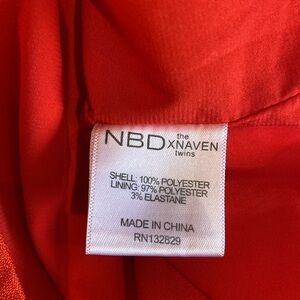 NBD the XNAVEN twins
SHELL: 100% POLYESTER
LINING: 97% POLYESTER
3% ELASTANE
MADE IN CHINA
RN132829